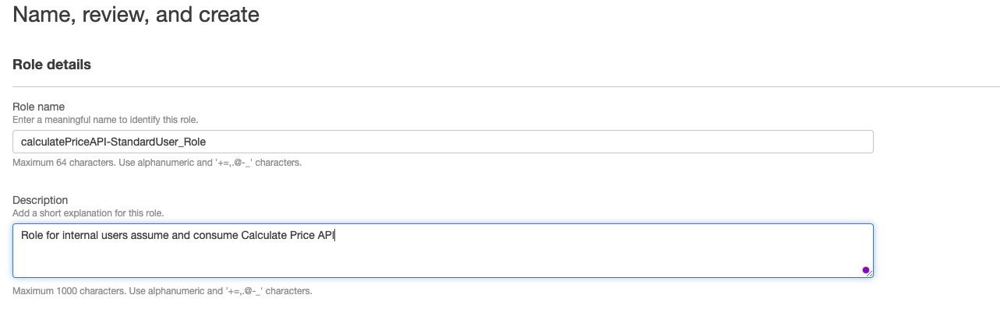 Name, review, and create
Role details
Role name
Enter a meaningful name to identify this role.
calculatePriceAPI-StandardUser_Role
Maximum 64 characters. Use alphanumeric and '+=,.@-_' characters.
Description
Add a short explanation for this role.
Role for internal users assume and consume Calculate Price API
Maximum 1000 characters. Use alphanumeric and '+=,.@-_' characters.